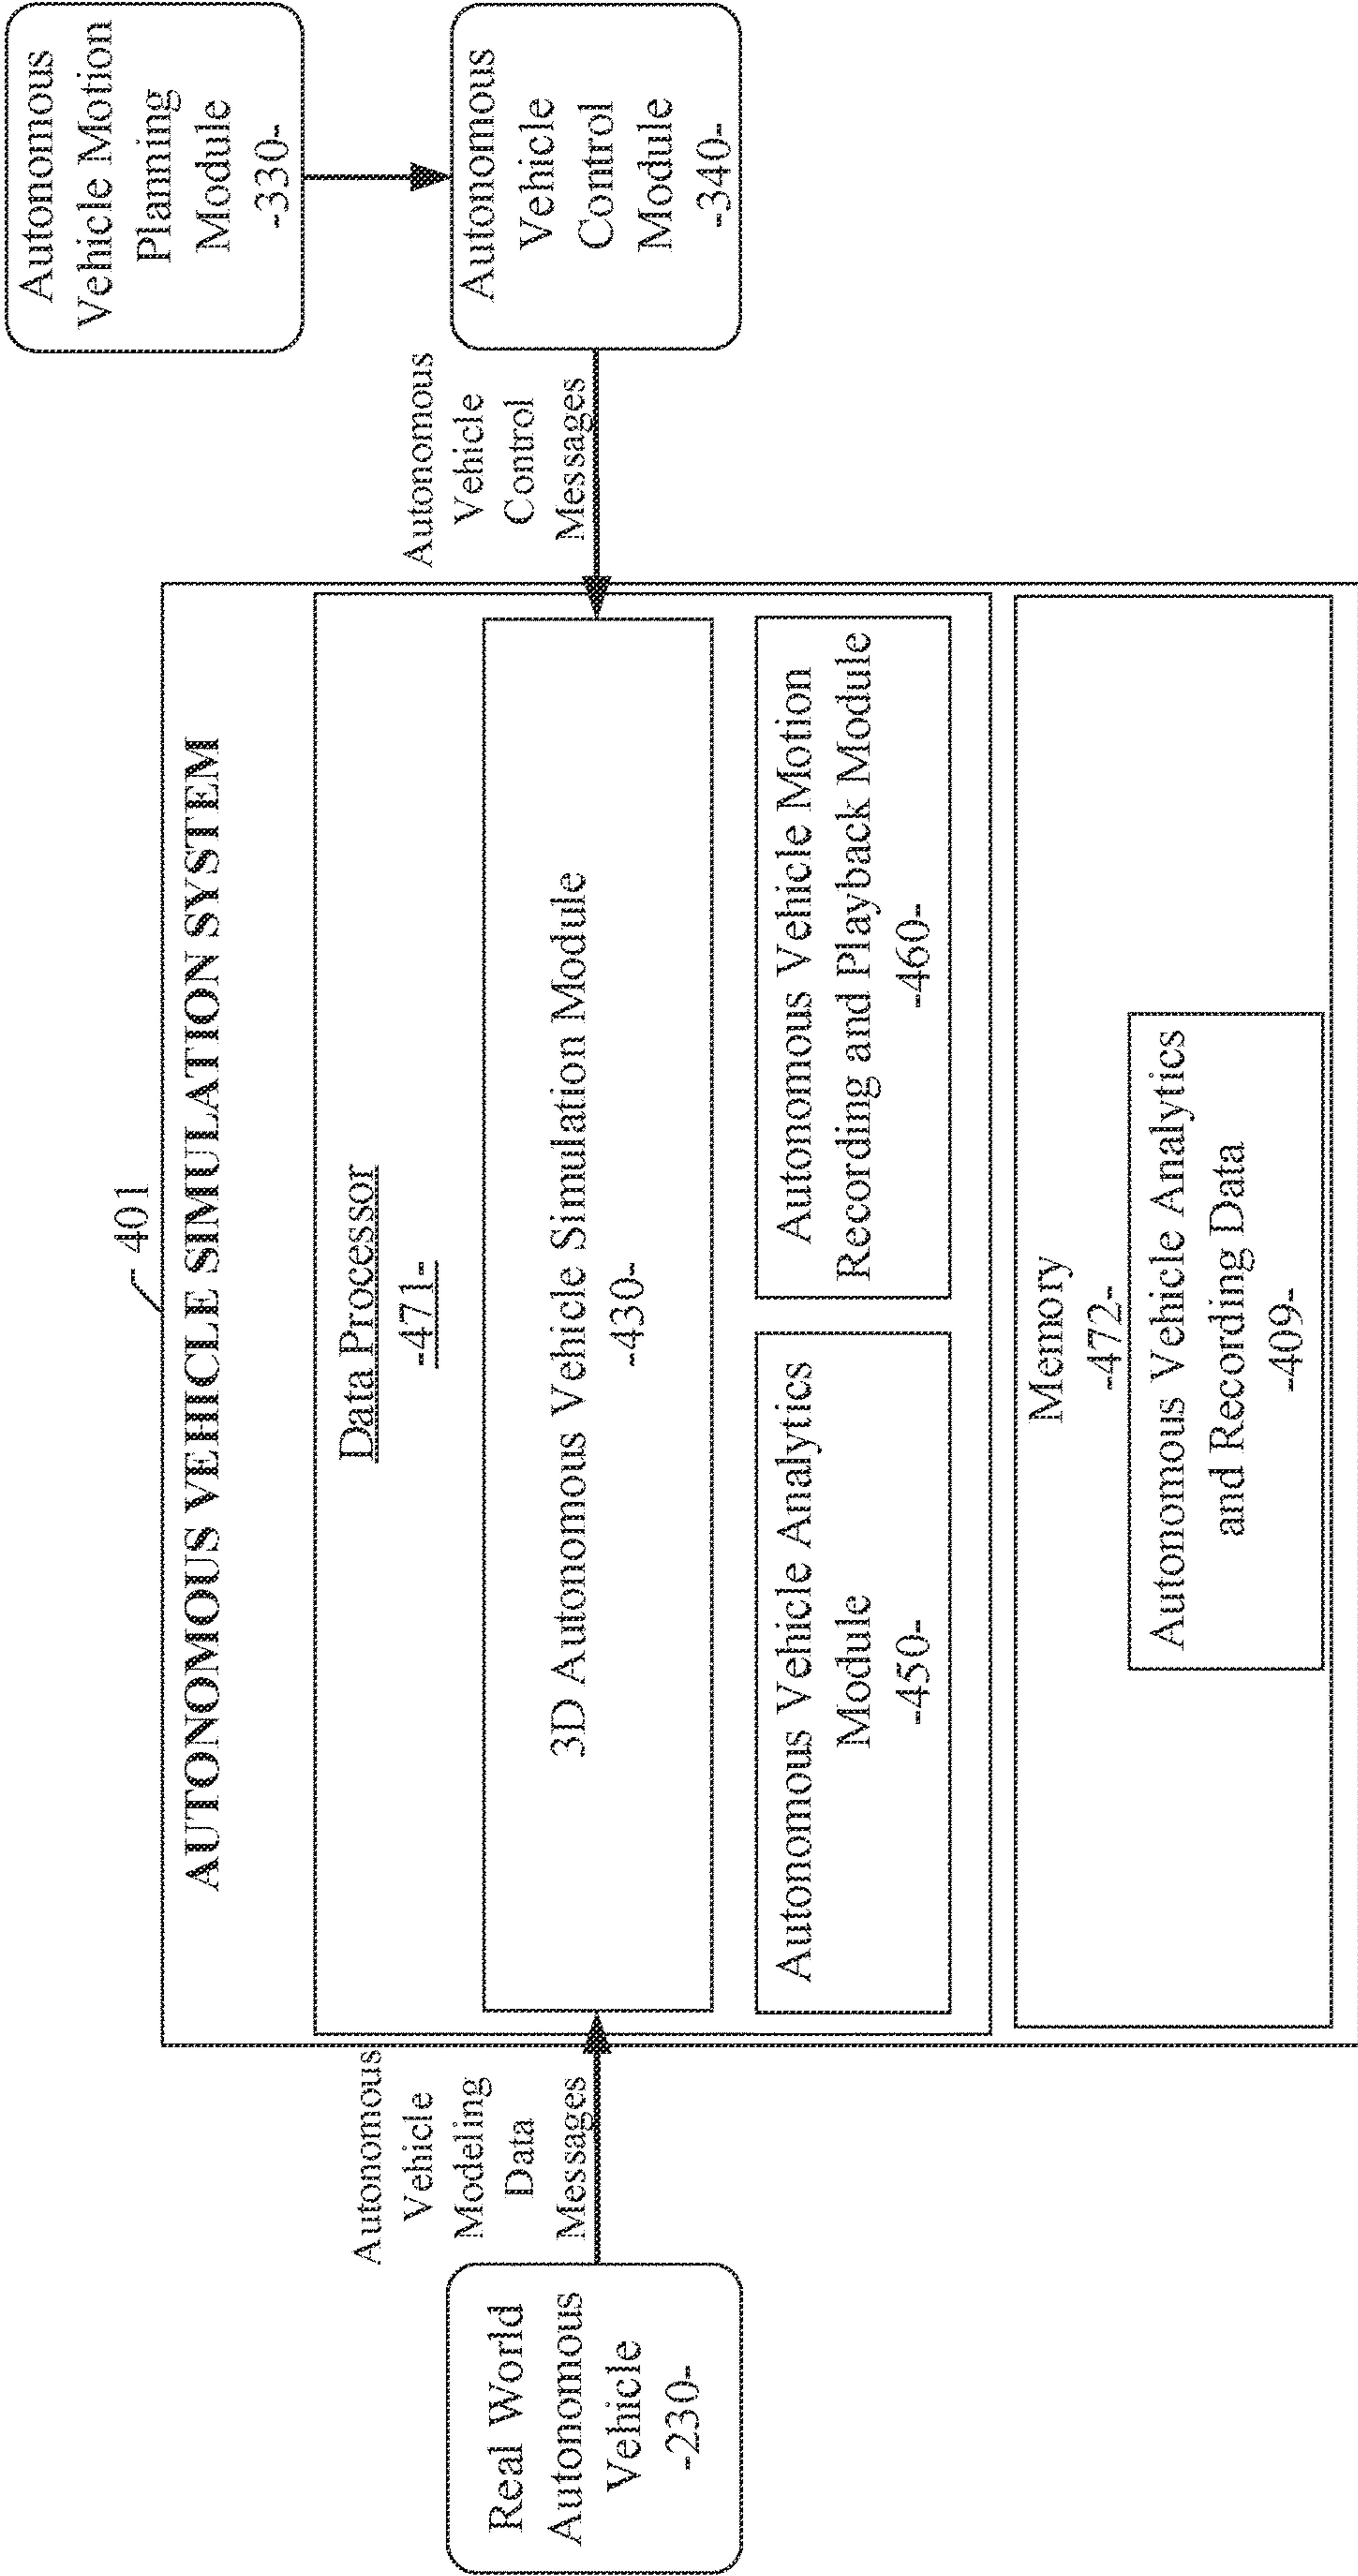 401
AUTONOMOUS VEHICLE SIMULATION SYSTEM
Data Processor
-471-
3D Autonomous Vehicle Simulation Module
-430-
Autonomous Vehicle Analytics
Module
-450-
Autonomous Vehicle Motion
Recording and Playback Module
-460-
Memory
-472-
Autonomous Vehicle Analytics
and Recording Data
-409-
Real World
Autonomous
Vehicle
-230-
Autonomous
Vehicle
Modeling
Data
Messages
Autonomous
Vehicle
Control
Messages
Autonomous
Vehicle Motion
Planning
Module
-330-
Autonomous
Vehicle
Control
Module
-340-